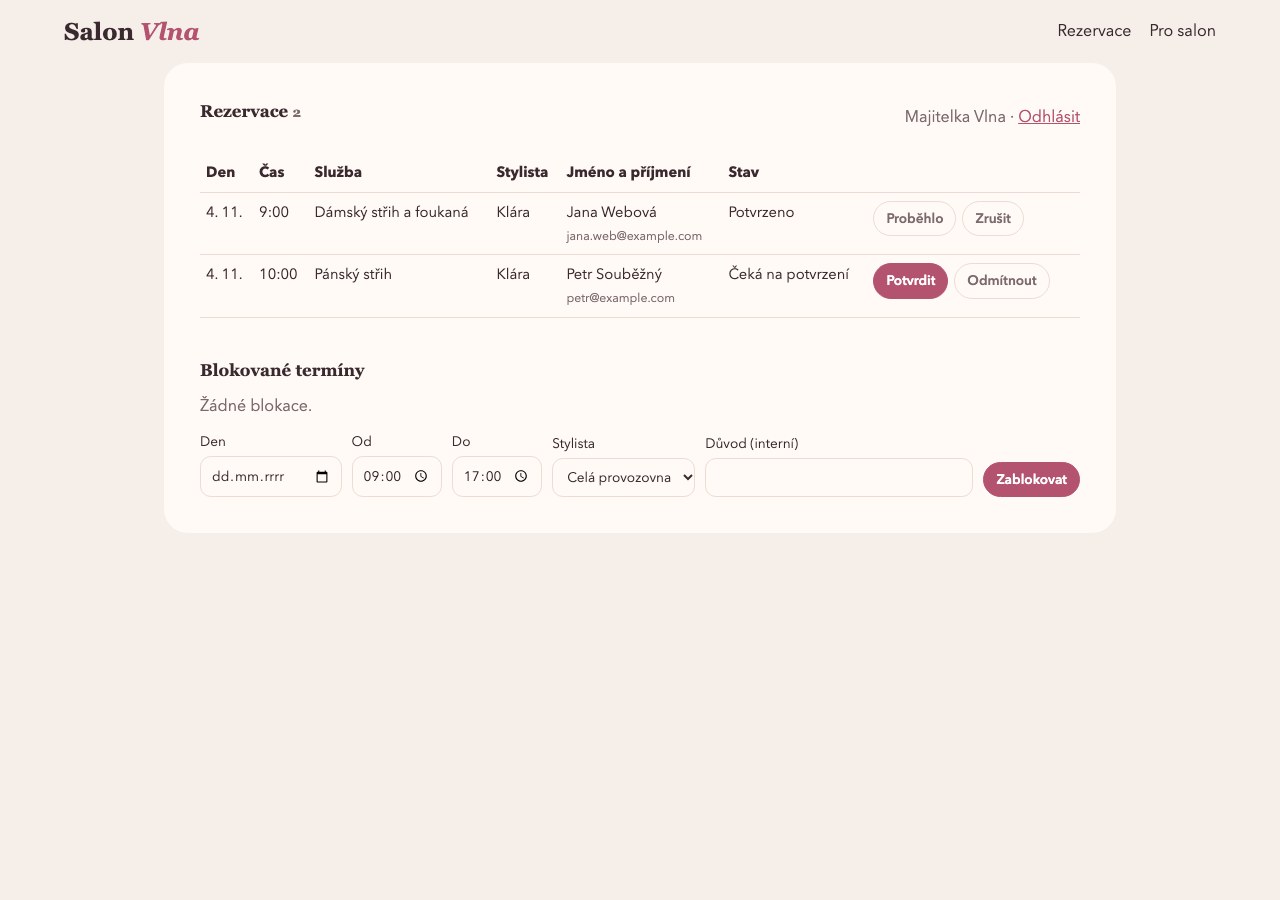 Salon Vlna
Rezervace Pro salon
Rezervace 2
Majitelka Vlna · Odhlásit
Den Čas Služba Stylista Jméno a příjmení Stav
4. 11. 9:00 Dámský střih a foukaná Klára Jana Webová Potvrzeno Proběhlo Zrušit
jana.web@example.com
4. 11. 10:00 Pánský střih Klára Petr Souběžný Čeká na potvrzení Potvrdit Odmítnout
petr@example.com
Blokované termíny
Žádné blokace.
Den Od Do Stylista Důvod (interní)
dd.mm.rrrr 09:00 17:00 Celá provozovna Zablokovat